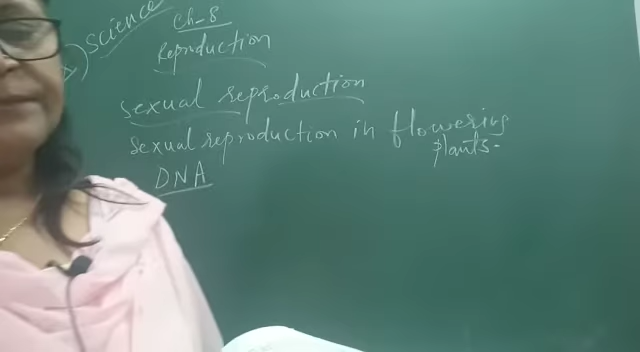 Science
Ch-8
Reproduction
Sexual reproduction
Sexual reproduction in flowering
plants.
DNA